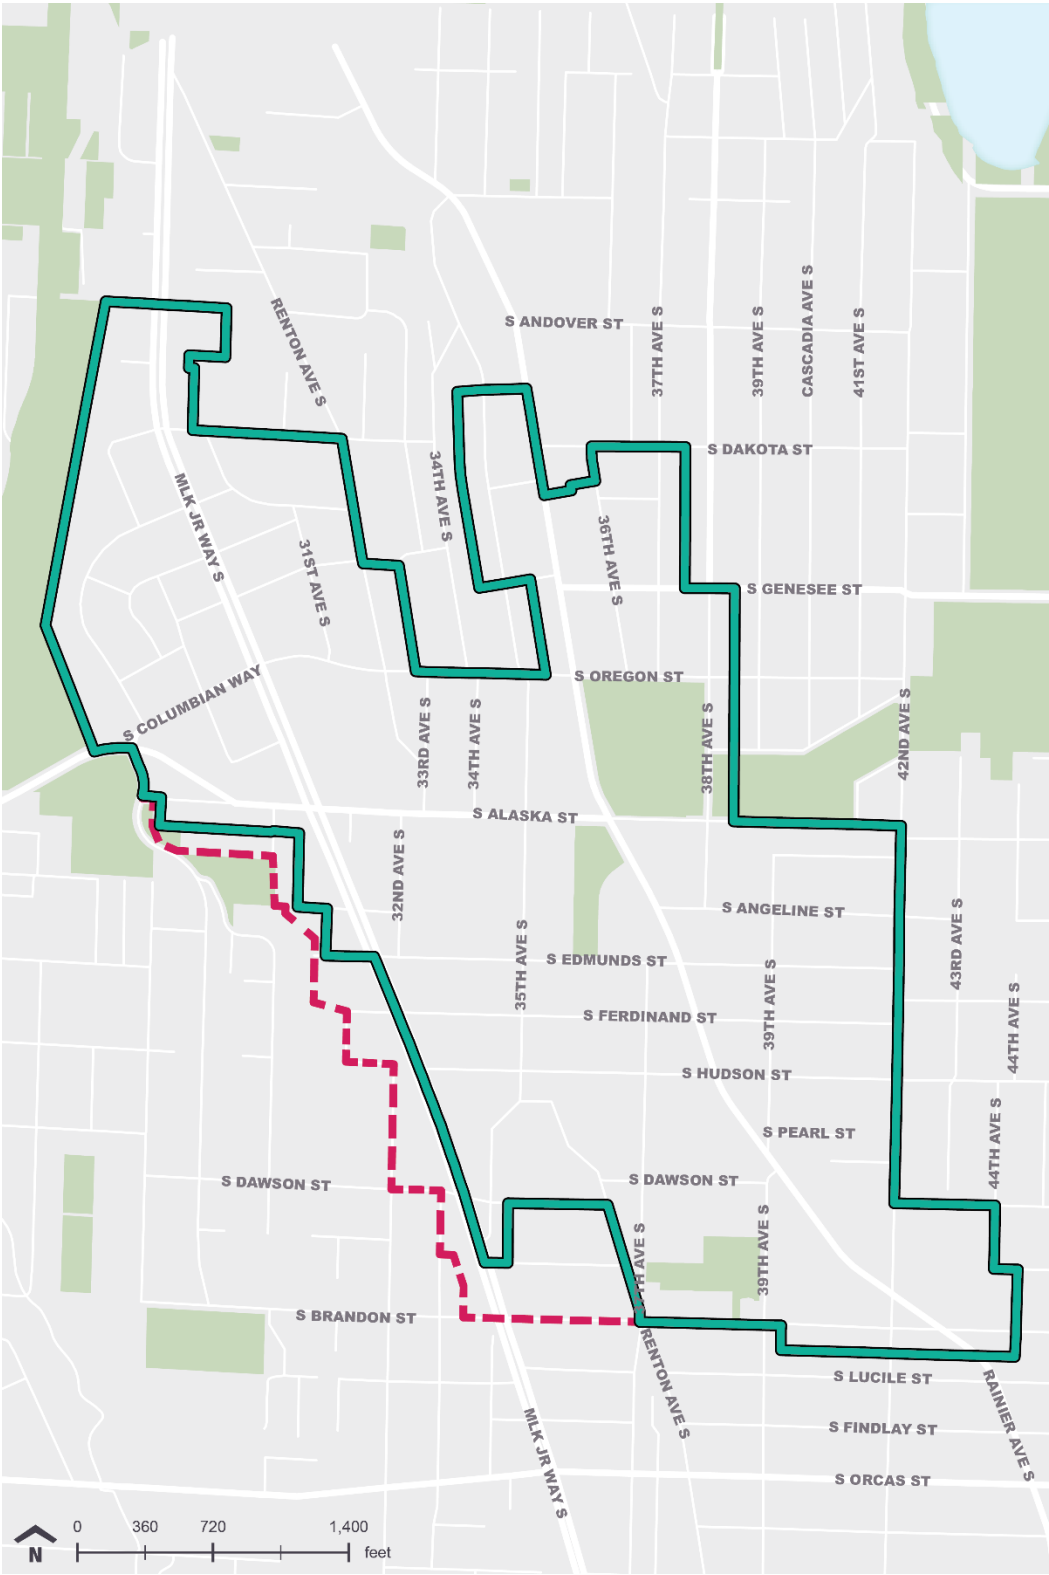 S ANDOVER ST
RENTON AVE S
37TH AVE S
39TH AVE S
CASCADIA AVE S
41ST AVE S
S DAKOTA ST
34TH AVE S
MLK JR WAY S
31ST AVE S
36TH AVE S
S GENESEE ST
S OREGON ST
S COLUMBIAN WAY
33RD AVE S
34TH AVE S
38TH AVE S
42ND AVE S
S ALASKA ST
32ND AVE S
S ANGELINE ST
35TH AVE S
43RD AVE S
S EDMUNDS ST
39TH AVE S
S FERDINAND ST
44TH AVE S
S HUDSON ST
S PEARL ST
44TH AVE S
S DAWSON ST
S DAWSON ST
TH AVE S
39TH AVE S
S BRANDON ST
RENTON AVE S
S LUCILE ST
RAINIER AVE S
MLK JR WAY S
S FINDLAY ST
S ORCAS ST
N
0 360 720 1,400
feet